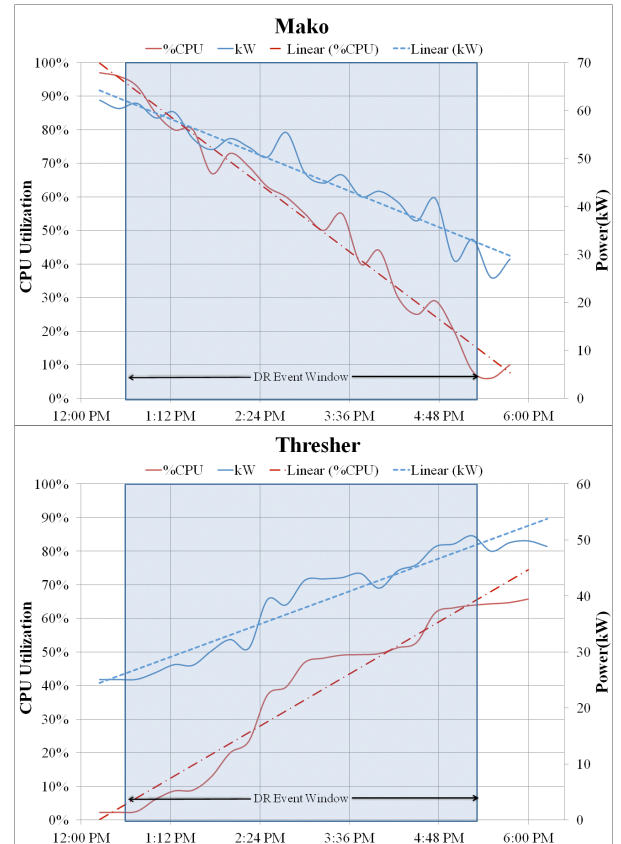 Mako
%CPU kW Linear (%CPU) Linear (kW)
100% 70
90% 60
80% 50
70% 40
60% 30
50% 20
40% 10
30% 0
20%
10%
0%
CPU Utilization
Power(kW)
DR Event Window
12:00 PM 1:12 PM 2:24 PM 3:36 PM 4:48 PM 6:00 PM
Thresher
%CPU kW Linear (%CPU) Linear (kW)
100% 60
90% 50
80% 40
70% 30
60% 20
50% 10
40% 0
30%
20%
10%
0%
CPU Utilization
Power(kW)
DR Event Window
12:00 PM 1:12 PM 2:24 PM 3:36 PM 4:48 PM 6:00 PM